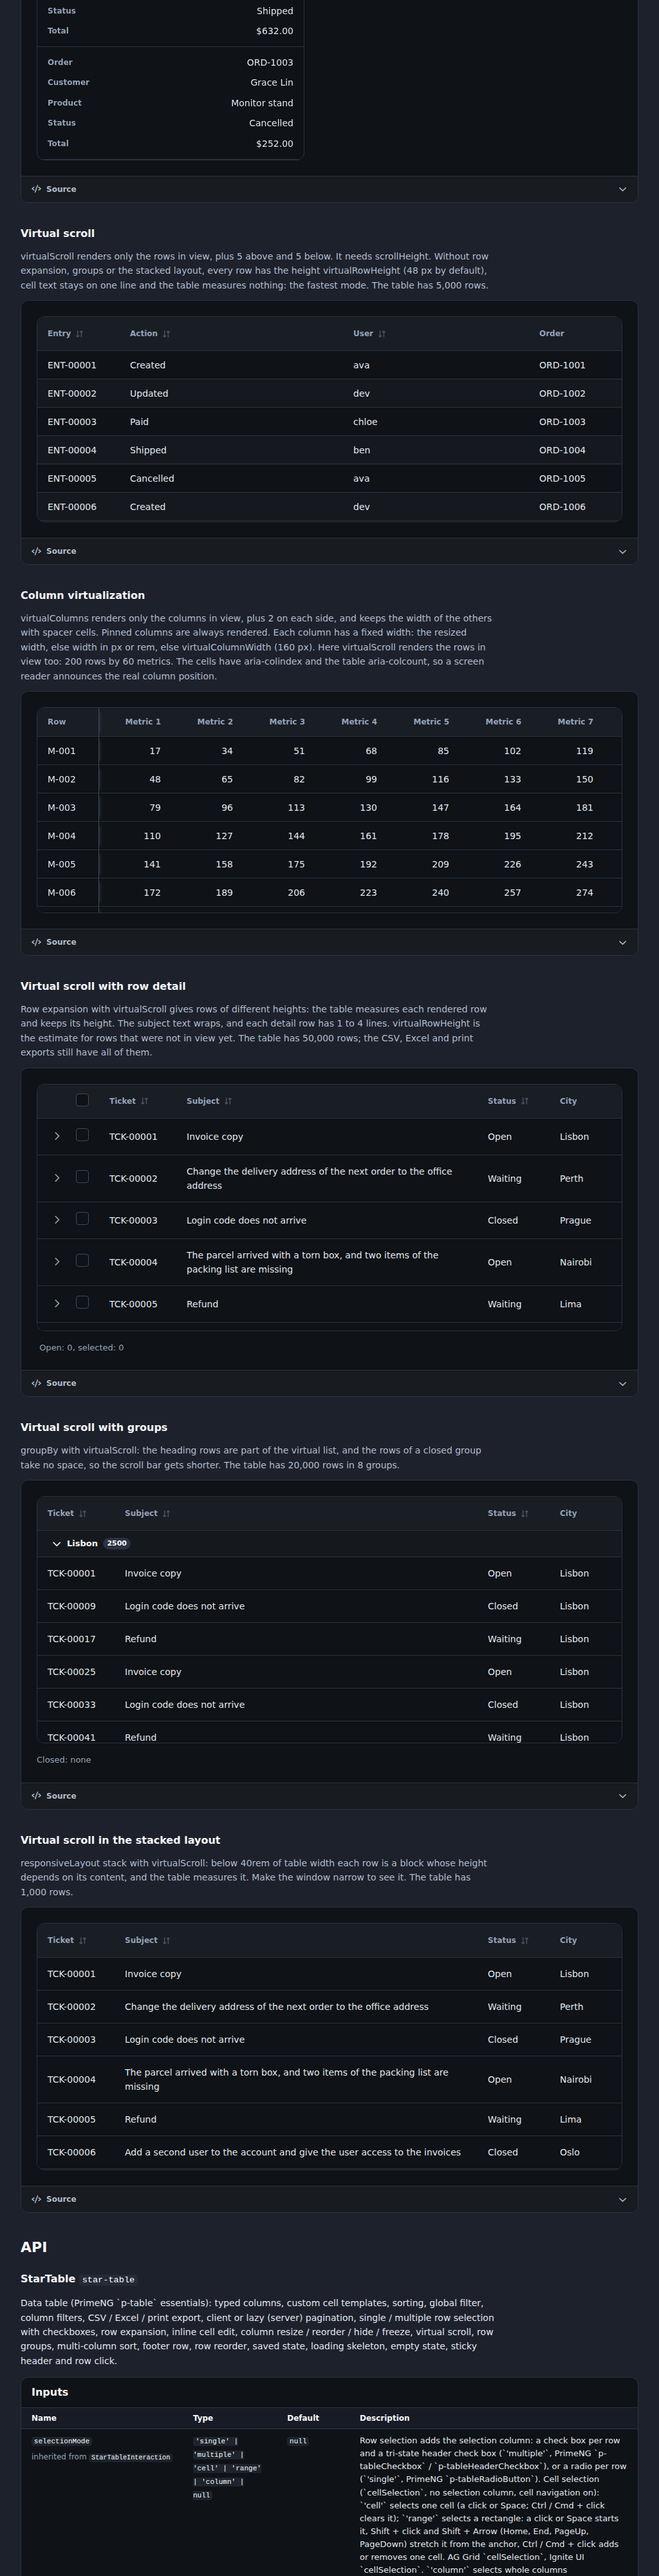 Status Shipped
Total $632.00
Order ORD-1003
Customer Grace Lin
Product Monitor stand
Status Cancelled
Total $252.00
Source
Virtual scroll
virtualScroll renders only the rows in view, plus 5 above and 5 below. It needs scrollHeight. Without row
expansion, groups or the stacked layout, every row has the height virtualRowHeight (48 px by default),
cell text stays on one line and the table measures nothing: the fastest mode. The table has 5,000 rows.
Entry Action User Order
ENT-00001 Created ava ORD-1001
ENT-00002 Updated dev ORD-1002
ENT-00003 Paid chloe ORD-1003
ENT-00004 Shipped ben ORD-1004
ENT-00005 Cancelled ava ORD-1005
ENT-00006 Created dev ORD-1006
Source
Column virtualization
virtualColumns renders only the columns in view, plus 2 on each side, and keeps the width of the others
with spacer cells. Pinned columns are always rendered. Each column has a fixed width: the resized
width, else width in px or rem, else virtualColumnWidth (160 px). Here virtualScroll renders the rows in
view too: 200 rows by 60 metrics. The cells have aria-colindex and the table aria-colcount, so a screen
reader announces the real column position.
Row Metric 1 Metric 2 Metric 3 Metric 4 Metric 5 Metric 6 Metric 7
M-001 17 34 51 68 85 102 119
M-002 48 65 82 99 116 133 150
M-003 79 96 113 130 147 164 181
M-004 110 127 144 161 178 195 212
M-005 141 158 175 192 209 226 243
M-006 172 189 206 223 240 257 274
Source
Virtual scroll with row detail
Row expansion with virtualScroll gives rows of different heights: the table measures each rendered row
and keeps its height. The subject text wraps, and each detail row has 1 to 4 lines. virtualRowHeight is
the estimate for rows that were not in view yet. The table has 50,000 rows; the CSV, Excel and print
exports still have all of them.
Ticket Subject Status City
TCK-00001 Invoice copy Open Lisbon
TCK-00002 Change the delivery address of the next order to the office address Waiting Perth
TCK-00003 Login code does not arrive Closed Prague
TCK-00004 The parcel arrived with a torn box, and two items of the packing list are missing Open Nairobi
TCK-00005 Refund Waiting Lima
Open: 0, selected: 0
Source
Virtual scroll with groups
groupBy with virtualScroll: the heading rows are part of the virtual list, and the rows of a closed group
take no space, so the scroll bar gets shorter. The table has 20,000 rows in 8 groups.
Ticket Subject Status City
Lisbon 2500
TCK-00001 Invoice copy Open Lisbon
TCK-00009 Login code does not arrive Closed Lisbon
TCK-00017 Refund Waiting Lisbon
TCK-00025 Invoice copy Open Lisbon
TCK-00033 Login code does not arrive Closed Lisbon
TCK-00041 Refund Waiting Lisbon
Closed: none
Source
Virtual scroll in the stacked layout
responsiveLayout stack with virtualScroll: below 40rem of table width each row is a block whose height
depends on its content, and the table measures it. Make the window narrow to see it. The table has
1,000 rows.
Ticket Subject Status City
TCK-00001 Invoice copy Open Lisbon
TCK-00002 Change the delivery address of the next order to the office address Waiting Perth
TCK-00003 Login code does not arrive Closed Prague
TCK-00004 The parcel arrived with a torn box, and two items of the packing list are missing Open Nairobi
TCK-00005 Refund Waiting Lima
TCK-00006 Add a second user to the account and give the user access to the invoices Closed Oslo
Source
API
StarTable star-table
Data table (PrimeNG `p-table` essentials): typed columns, custom cell templates, sorting, global filter,
column filters, CSV / Excel / print export, client or lazy (server) pagination, single / multiple row selection
with checkboxes, row expansion, inline cell edit, column resize / reorder / hide / freeze, virtual scroll, row
groups, multi-column sort, footer row, row reorder, saved state, loading skeleton, empty state, sticky
header and row click.
Inputs
Name Type Default Description
selectionMode
inherited from StarTableInteraction
'single' |
'multiple' |
'cell' | 'range'
| 'column' |
null
null
Row selection adds the selection column: a check box per row
and a tri-state header check box (`'multiple'`, PrimeNG `p-
tableCheckbox` / `p-tableHeaderCheckbox`), or a radio per row
(`'single'`, PrimeNG `p-tableRadioButton`). Cell selection
(`cellSelection`, no selection column, cell navigation on):
`'cell'` selects one cell (a click or Space; Ctrl / Cmd + click
clears it); `'range'` selects a rectangle: a click or Space starts
it, Shift + click and Shift + Arrow (Home, End, PageUp,
PageDown) stretch it from the anchor, Ctrl / Cmd + click adds
or removes one cell. AG Grid `cellSelection`, Ignite UI
`cellSelection`. `'column'` selects whole columns